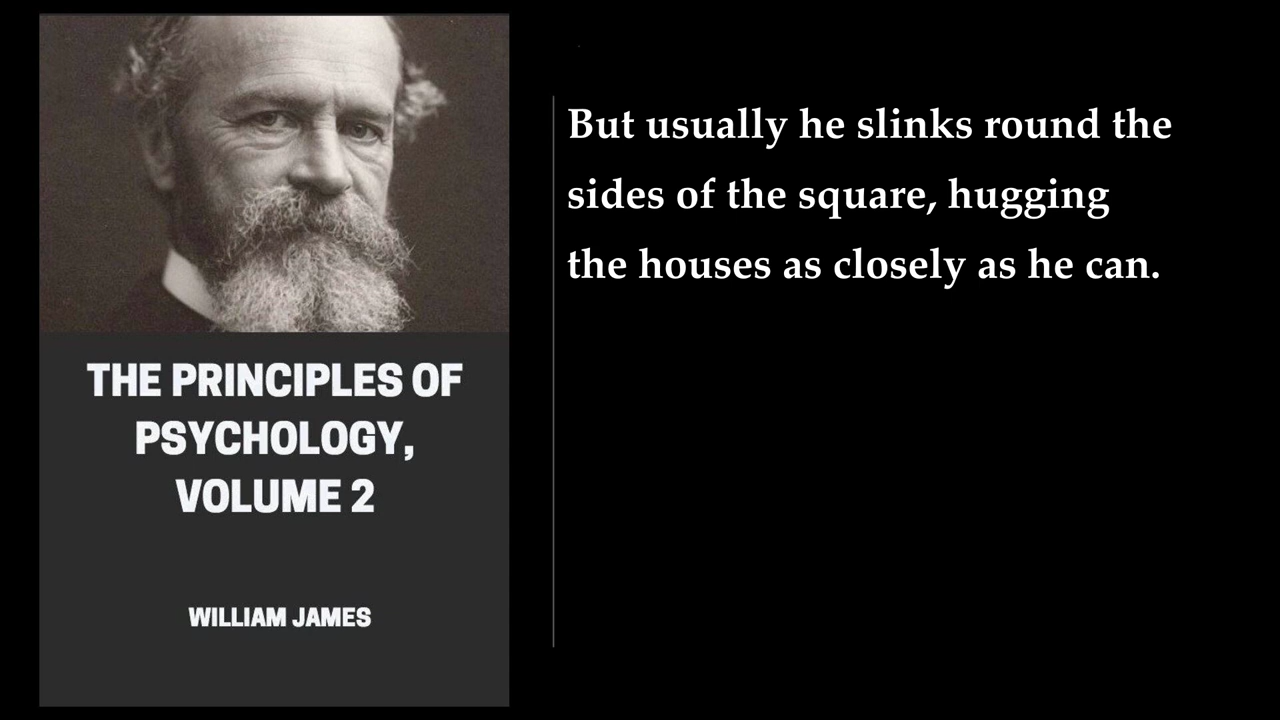 THE PRINCIPLES OF
PSYCHOLOGY,
VOLUME 2
WILLIAM JAMES
But usually he slinks round the
sides of the square, hugging
the houses as closely as he can.